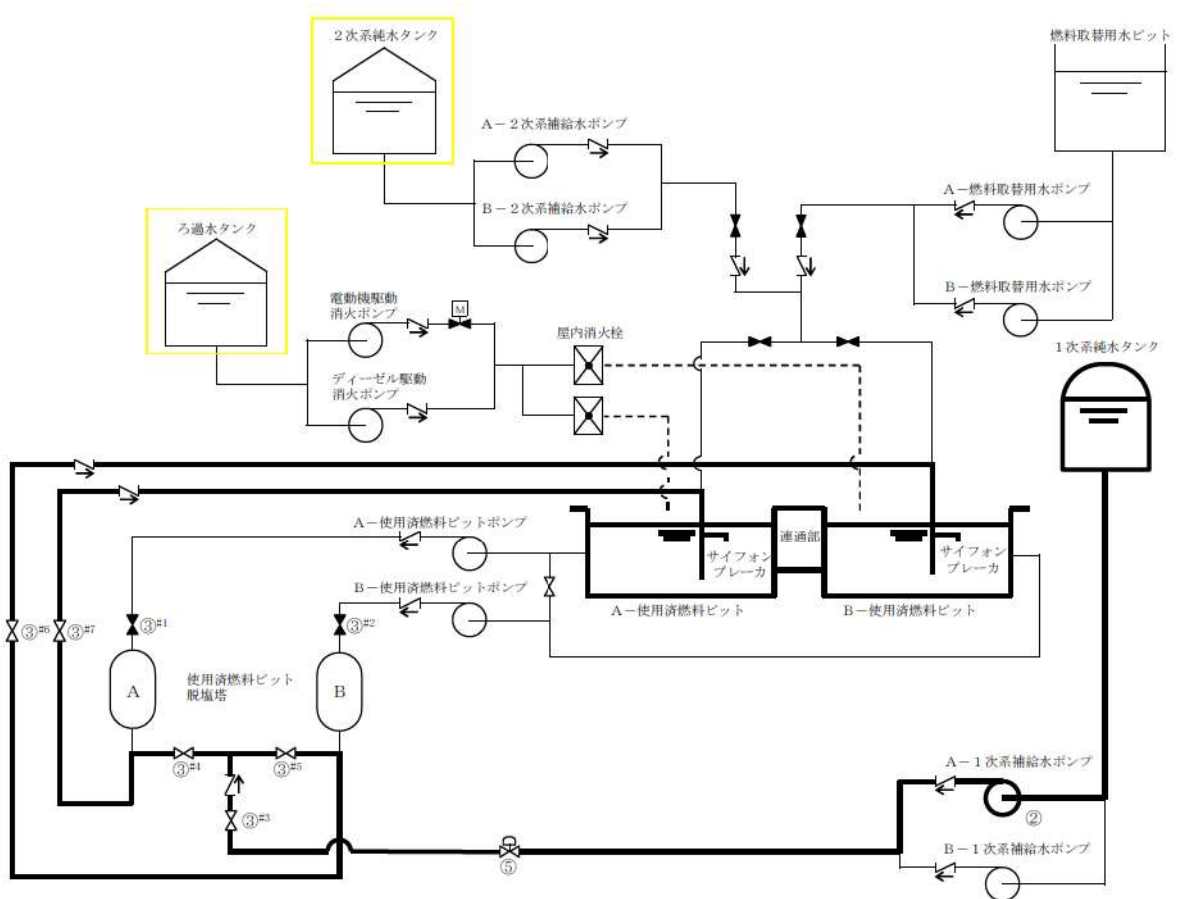 2次系純水タンク
燃料取替用水ピット
A-2次系補給水ポンプ
A-燃料取替用水ポンプ
B-2次系補給水ポンプ
ろ過水タンク
B-燃料取替用水ポンプ
電動機駆動
消火ポンプ
M
屋内消火栓
1次系純水タンク
ディーゼル駆動
消火ポンプ
A-使用済燃料ピットポンプ
連通部
サイフォン
ブレーカ
サイフォン
ブレーカ
B-使用済燃料ピットポンプ
A-使用済燃料ピット
B-使用済燃料ピット
③#6
③#7
③#1
③#2
A
使用済燃料ピット
脱塩塔
B
③#4
③#5
A-1次系補給水ポンプ
③#3
②
⑤
B-1次系補給水ポンプ